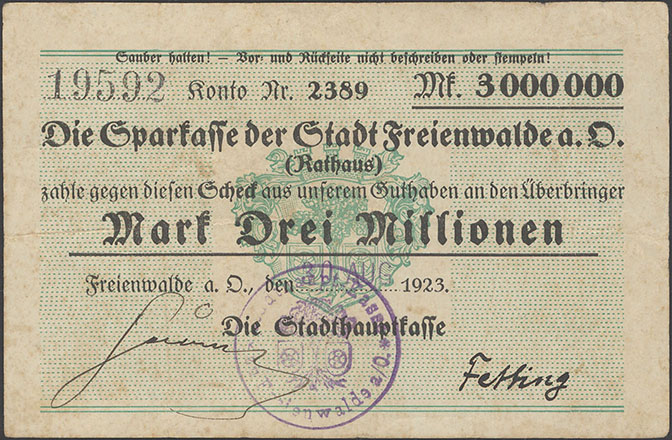 Sauber halten! – Vor- und Rückseite nicht beschreiben oder stempeln!
19592 Konto Nr. 2389 Mk. 3000000
Die Sparkasse der Stadt Freienwalde a. O.
(Rathaus)
zahle gegen diesen Scheck aus unserem Guthaben an den Überbringer
Mark Drei Millionen
Freienwalde a. O., den 1923.
Die Stadthauptkasse
Fetting